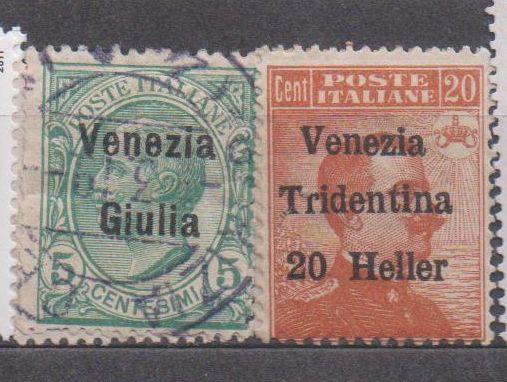 POSTE ITALIANE
Venezia
Giulia
5 5
CENTESIMI
Cent POSTE 20
ITALIANE
Venezia
Tridentina
20 Heller